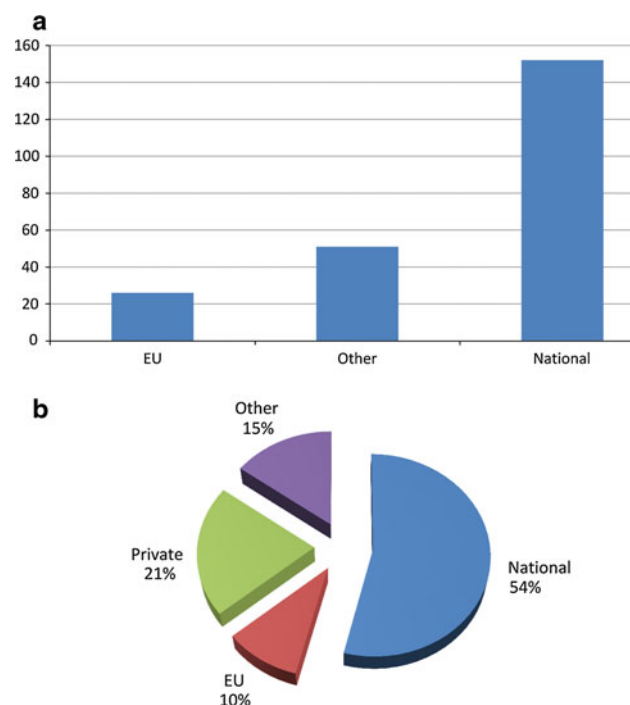 a
160
140
120
100
80
60
40
20
0
EU Other National
b
Other
15%
Private
21%
National
54%
EU
10%